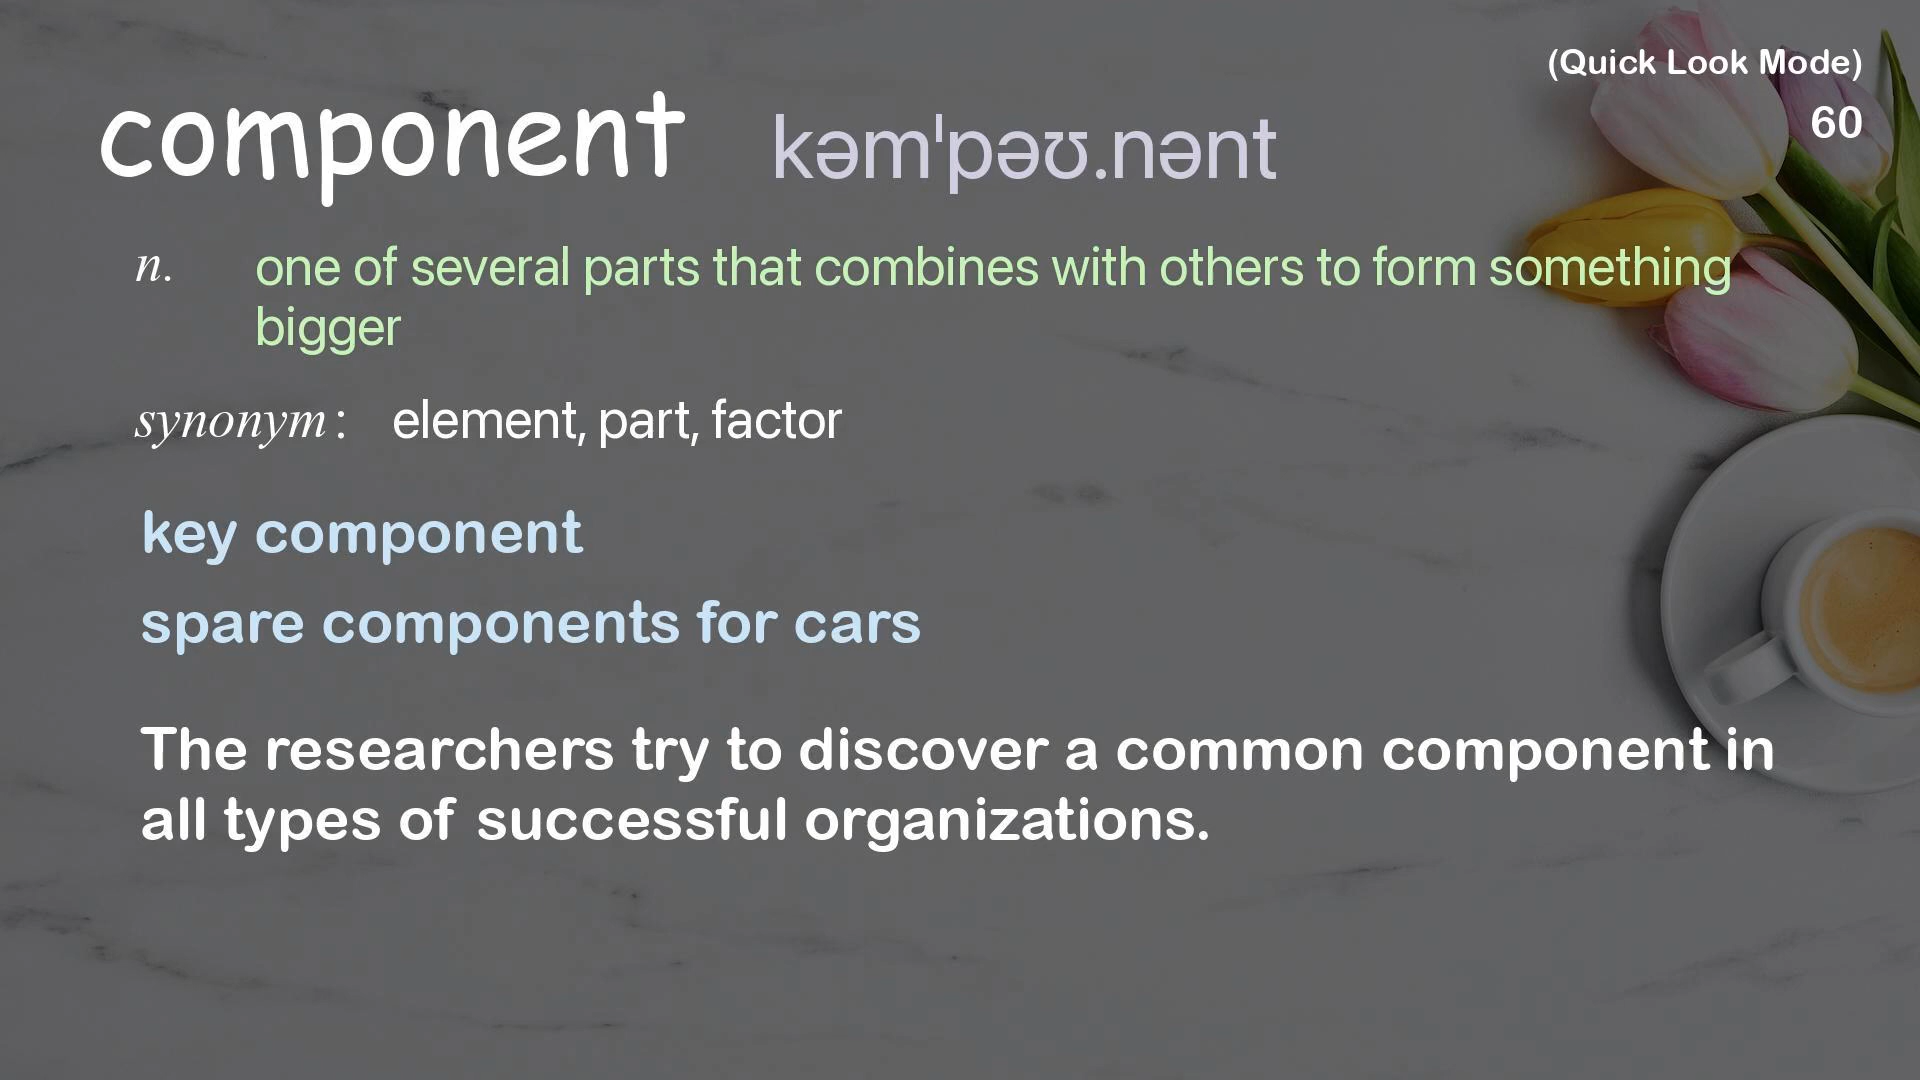 (Quick Look Mode)
60
component kəmˈpəʊ.nənt
n. one of several parts that combines with others to form something
bigger
synonym: element, part, factor
key component
spare components for cars
The researchers try to discover a common component in
all types of successful organizations.